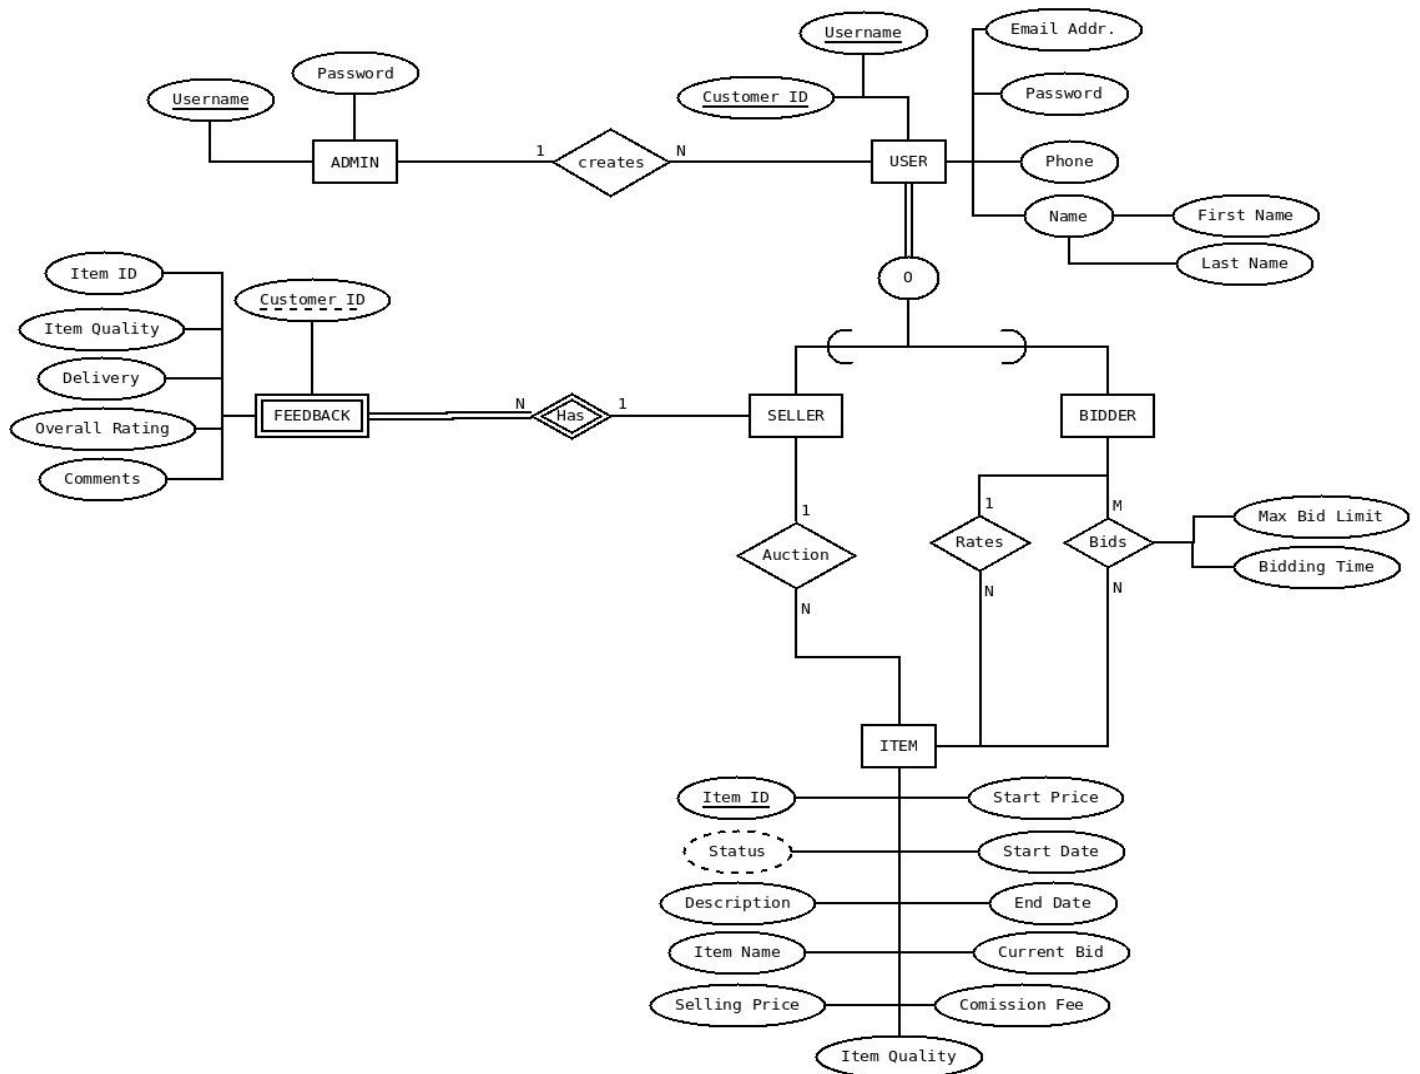 Username
Email Addr.
Password
Username
Customer ID
Password
ADMIN
1
creates
N
USER
Phone
Name
First Name
Last Name
O
Item ID
Customer ID
Item Quality
Delivery
FEEDBACK
N
Has
1
SELLER
BIDDER
Overall Rating
Comments
1
Auction
N
1
Rates
N
M
Bids
N
Max Bid Limit
Bidding Time
ITEM
Item ID
Start Price
Status
Start Date
Description
End Date
Item Name
Current Bid
Selling Price
Comission Fee
Item Quality